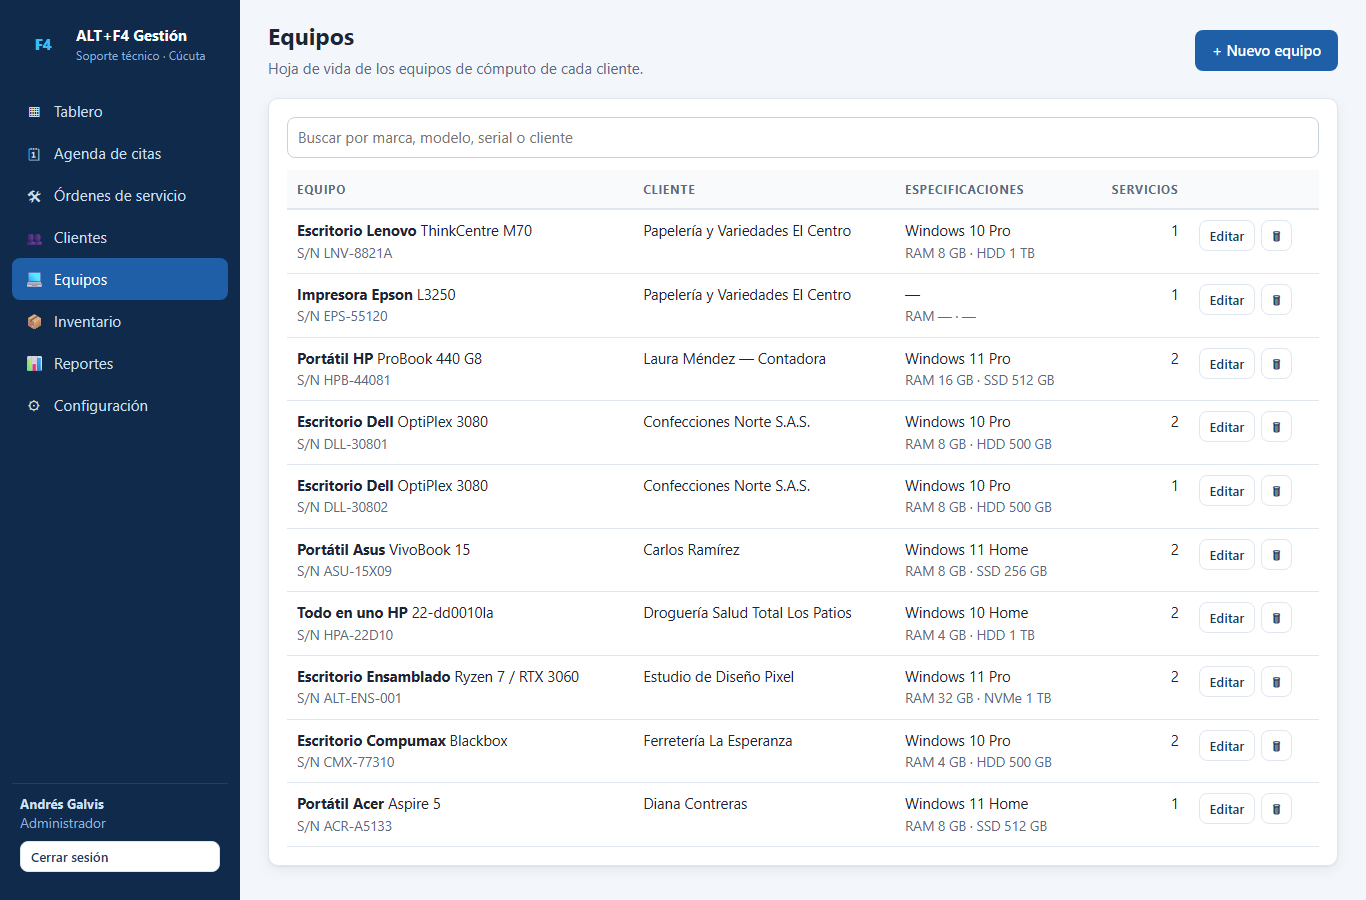 F4
ALT+F4 Gestión
Soporte técnico · Cúcuta
Tablero
Agenda de citas
Órdenes de servicio
Clientes
Equipos
Inventario
Reportes
Configuración
Andrés Galvis
Administrador
Cerrar sesión
Equipos
Hoja de vida de los equipos de cómputo de cada cliente.
+ Nuevo equipo
Buscar por marca, modelo, serial o cliente
EQUIPO CLIENTE ESPECIFICACIONES SERVICIOS
Escritorio Lenovo ThinkCentre M70 Papelería y Variedades El Centro Windows 10 Pro 1 Editar
S/N LNV-8821A RAM 8 GB · HDD 1 TB
Impresora Epson L3250 Papelería y Variedades El Centro — 1 Editar
S/N EPS-55120 RAM — · —
Portátil HP ProBook 440 G8 Laura Méndez — Contadora Windows 11 Pro 2 Editar
S/N HPB-44081 RAM 16 GB · SSD 512 GB
Escritorio Dell OptiPlex 3080 Confecciones Norte S.A.S. Windows 10 Pro 2 Editar
S/N DLL-30801 RAM 8 GB · HDD 500 GB
Escritorio Dell OptiPlex 3080 Confecciones Norte S.A.S. Windows 10 Pro 1 Editar
S/N DLL-30802 RAM 8 GB · HDD 500 GB
Portátil Asus VivoBook 15 Carlos Ramírez Windows 11 Home 2 Editar
S/N ASU-15X09 RAM 8 GB · SSD 256 GB
Todo en uno HP 22-dd0010la Droguería Salud Total Los Patios Windows 10 Home 2 Editar
S/N HPA-22D10 RAM 4 GB · HDD 1 TB
Escritorio Ensamblado Ryzen 7 / RTX 3060 Estudio de Diseño Pixel Windows 11 Pro 2 Editar
S/N ALT-ENS-001 RAM 32 GB · NVMe 1 TB
Escritorio Compumax Blackbox Ferretería La Esperanza Windows 10 Pro 2 Editar
S/N CMX-77310 RAM 4 GB · HDD 500 GB
Portátil Acer Aspire 5 Diana Contreras Windows 11 Home 1 Editar
S/N ACR-A5133 RAM 8 GB · SSD 512 GB